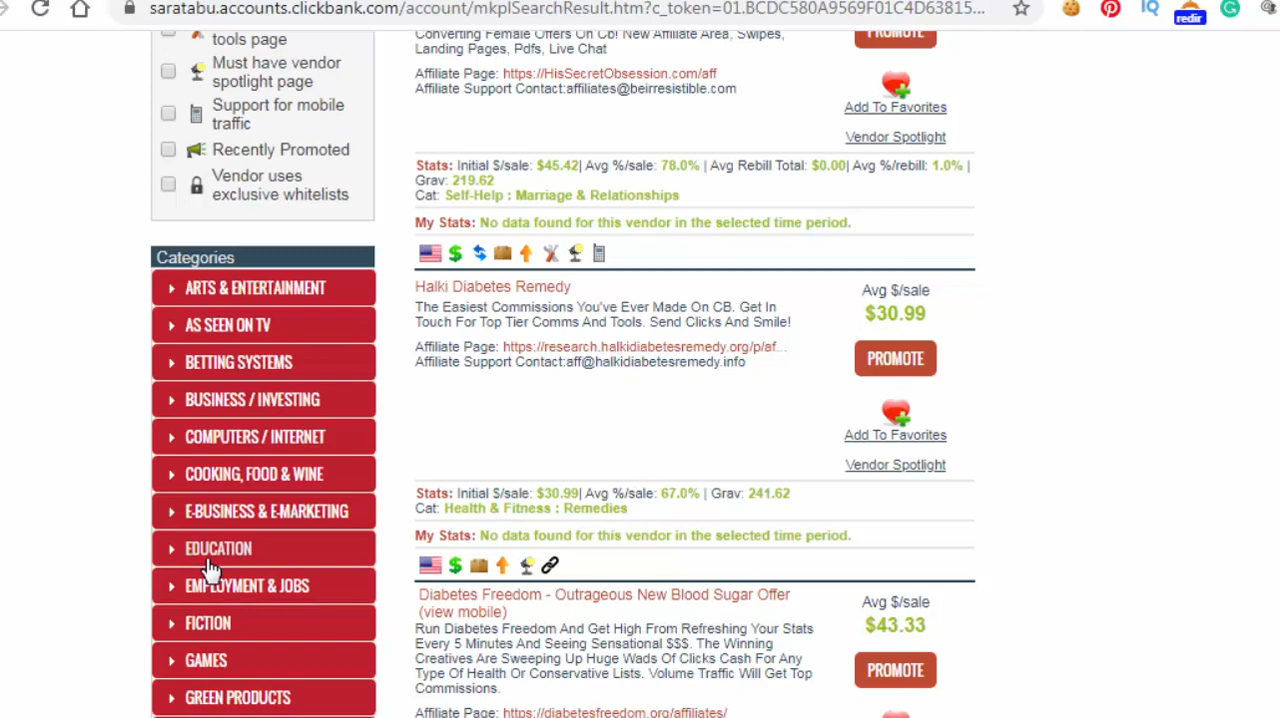 saratabu.accounts.clickbank.com/account/mkplSearchResult.htm?c_token=01.BCDC580A9569F01C4D63815...
redir
tools page
Must have vendor
spotlight page
Support for mobile
traffic
Recently Promoted
Vendor uses
exclusive whitelists
Categories
ARTS & ENTERTAINMENT
AS SEEN ON TV
BETTING SYSTEMS
BUSINESS / INVESTING
COMPUTERS / INTERNET
COOKING, FOOD & WINE
E-BUSINESS & E-MARKETING
EDUCATION
EMPLOYMENT & JOBS
FICTION
GAMES
GREEN PRODUCTS
Converting Female Offers On Cb! New Affiliate Area, Swipes,
Landing Pages, Pdfs, Live Chat
Affiliate Page: https://HisSecretObsession.com/aff
Affiliate Support Contact:affiliates@beirresistible.com
PROMOTE
Add To Favorites
Vendor Spotlight
Stats: Initial $/sale: $45.42| Avg %/sale: 78.0% | Avg Rebill Total: $0.00| Avg %/rebill: 1.0% |
Grav: 219.62
Cat: Self-Help : Marriage & Relationships
My Stats: No data found for this vendor in the selected time period.
Halki Diabetes Remedy
The Easiest Commissions You've Ever Made On CB. Get In
Touch For Top Tier Comms And Tools. Send Clicks And Smile!
Affiliate Page: https://research.halkidiabetesremedy.org/p/af...
Affiliate Support Contact:aff@halkidiabetesremedy.info
Avg $/sale
$30.99
PROMOTE
Add To Favorites
Vendor Spotlight
Stats: Initial $/sale: $30.99| Avg %/sale: 67.0% | Grav: 241.62
Cat: Health & Fitness : Remedies
My Stats: No data found for this vendor in the selected time period.
Diabetes Freedom - Outrageous New Blood Sugar Offer
(view mobile)
Run Diabetes Freedom And Get High From Refreshing Your Stats
Every 5 Minutes And Seeing Sensational $$$. The Winning
Creatives Are Sweeping Up Huge Wads Of Clicks Cash For Any
Type Of Health Or Conservative Lists. Volume Traffic Will Get Top
Commissions.
Affiliate Page: https://diabetesfreedom.org/affiliates/
Avg $/sale
$43.33
PROMOTE